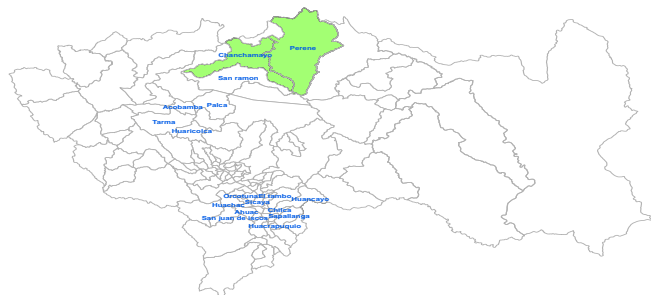 Perene
Chanchamayo
San ramon
Acobamba
Palca
Tarma
Huaricolca
Orcotuna
El tambo
Sicaya
Huancayo
Huachac
Ahuac
Chilca
San juan de iscos
Sapallanga
Huacrapuquio